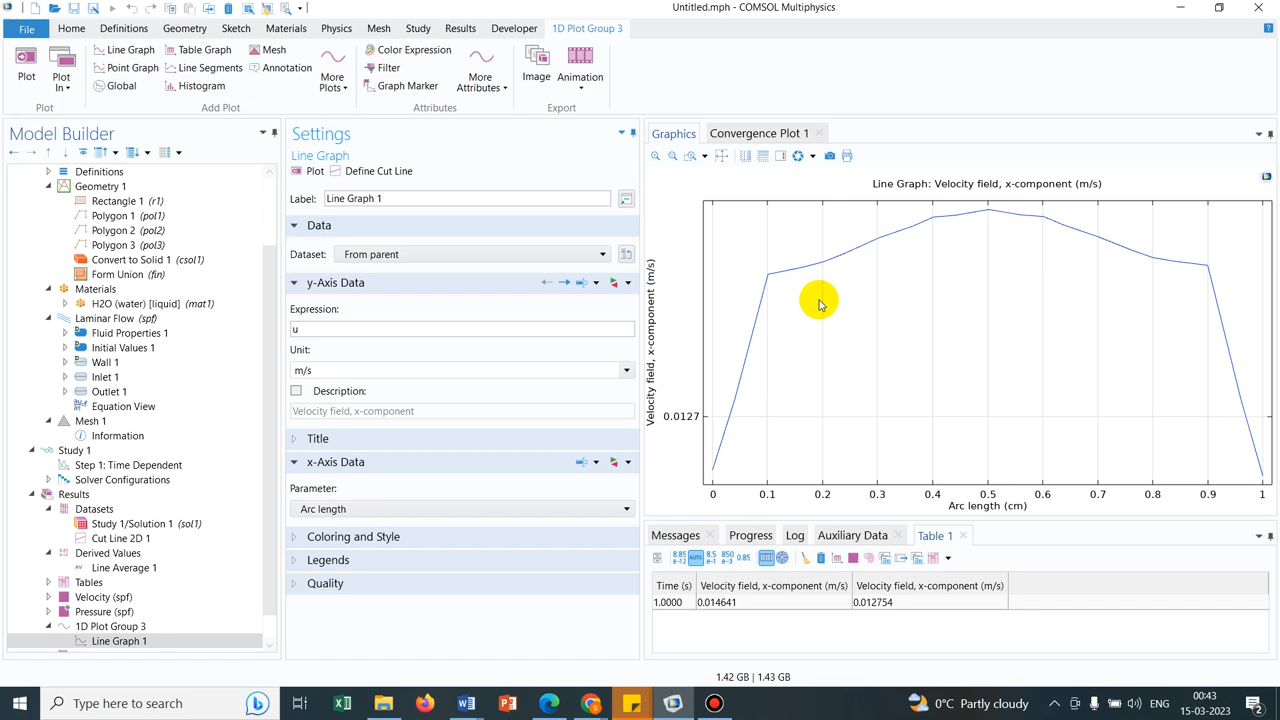 Untitled.mph - COMSOL Multiphysics
File Home Definitions Geometry Sketch Materials Physics Mesh Study Results Developer 1D Plot Group 3
Line Graph Table Graph Mesh Color Expression
Point Graph Line Segments Annotation Filter
Global Histogram Graph Marker
Plot Plot In More Plots More Attributes Image Animation
Plot Add Plot Attributes Export
Model Builder
Definitions
Geometry 1
Rectangle 1 (r1)
Polygon 1 (pol1)
Polygon 2 (pol2)
Polygon 3 (pol3)
Convert to Solid 1 (csol1)
Form Union (fin)
Materials
H2O (water) [liquid] (mat1)
Laminar Flow (spf)
Fluid Properties 1
Initial Values 1
Wall 1
Inlet 1
Outlet 1
Equation View
Mesh 1
Information
Study 1
Step 1: Time Dependent
Solver Configurations
Results
Datasets
Study 1/Solution 1 (sol1)
Cut Line 2D 1
Derived Values
Line Average 1
Tables
Velocity (spf)
Pressure (spf)
1D Plot Group 3
Line Graph 1
Settings
Line Graph
Plot Define Cut Line
Label: Line Graph 1
Data
Dataset: From parent
y-Axis Data
Expression:
u
Unit:
m/s
Description:
Velocity field, x-component
Title
x-Axis Data
Parameter:
Arc length
Coloring and Style
Legends
Quality
Graphics Convergence Plot 1
Line Graph: Velocity field, x-component (m/s)
Velocity field, x-component (m/s)
0.0127
0 0.1 0.2 0.3 0.4 0.5 0.6 0.7 0.8 0.9 1
Arc length (cm)
Messages Progress Log Auxiliary Data Table 1
8.85 e-12 AUTO 8.5 e-1 850 e-3 0.85
Time (s) Velocity field, x-component (m/s) Velocity field, x-component (m/s)
1.0000 0.014641 0.012754
1.42 GB | 1.43 GB
Type here to search
0°C Partly cloudy
ENG
00:43
15-03-2023
2